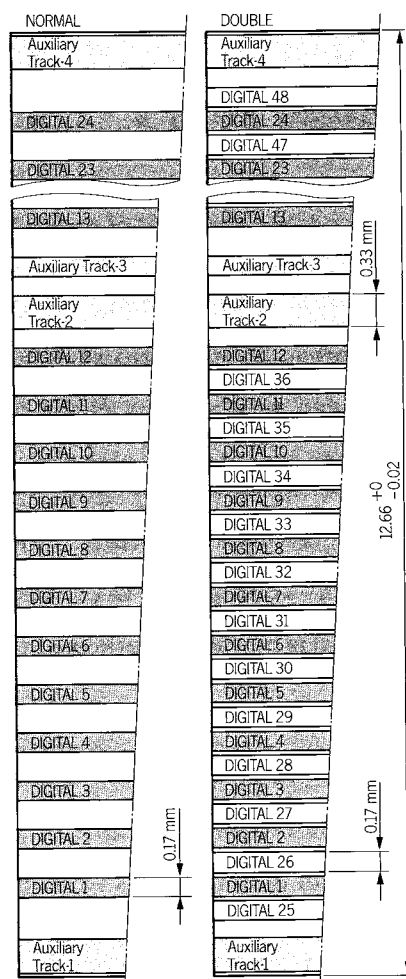 NORMAL
Auxiliary
Track-4
DIGITAL 24
DIGITAL 23
DIGITAL 13
Auxiliary Track-3
Auxiliary
Track-2
DIGITAL 12
DIGITAL 11
DIGITAL 10
DIGITAL 9
DIGITAL 8
DIGITAL 7
DIGITAL 6
DIGITAL 5
DIGITAL 4
DIGITAL 3
DIGITAL 2
DIGITAL 1
Auxiliary
Track-1
0.17 mm
DOUBLE
Auxiliary
Track-4
DIGITAL 48
DIGITAL 24
DIGITAL 47
DIGITAL 23
DIGITAL 13
Auxiliary Track-3
Auxiliary
Track-2
DIGITAL 12
DIGITAL 36
DIGITAL 11
DIGITAL 35
DIGITAL 10
DIGITAL 34
DIGITAL 9
DIGITAL 33
DIGITAL 8
DIGITAL 32
DIGITAL 7
DIGITAL 31
DIGITAL 6
DIGITAL 30
DIGITAL 5
DIGITAL 29
DIGITAL 4
DIGITAL 28
DIGITAL 3
DIGITAL 27
DIGITAL 2
DIGITAL 26
DIGITAL 1
DIGITAL 25
Auxiliary
Track-1
0.33 mm
0.17 mm
12.66 +0 -0.02